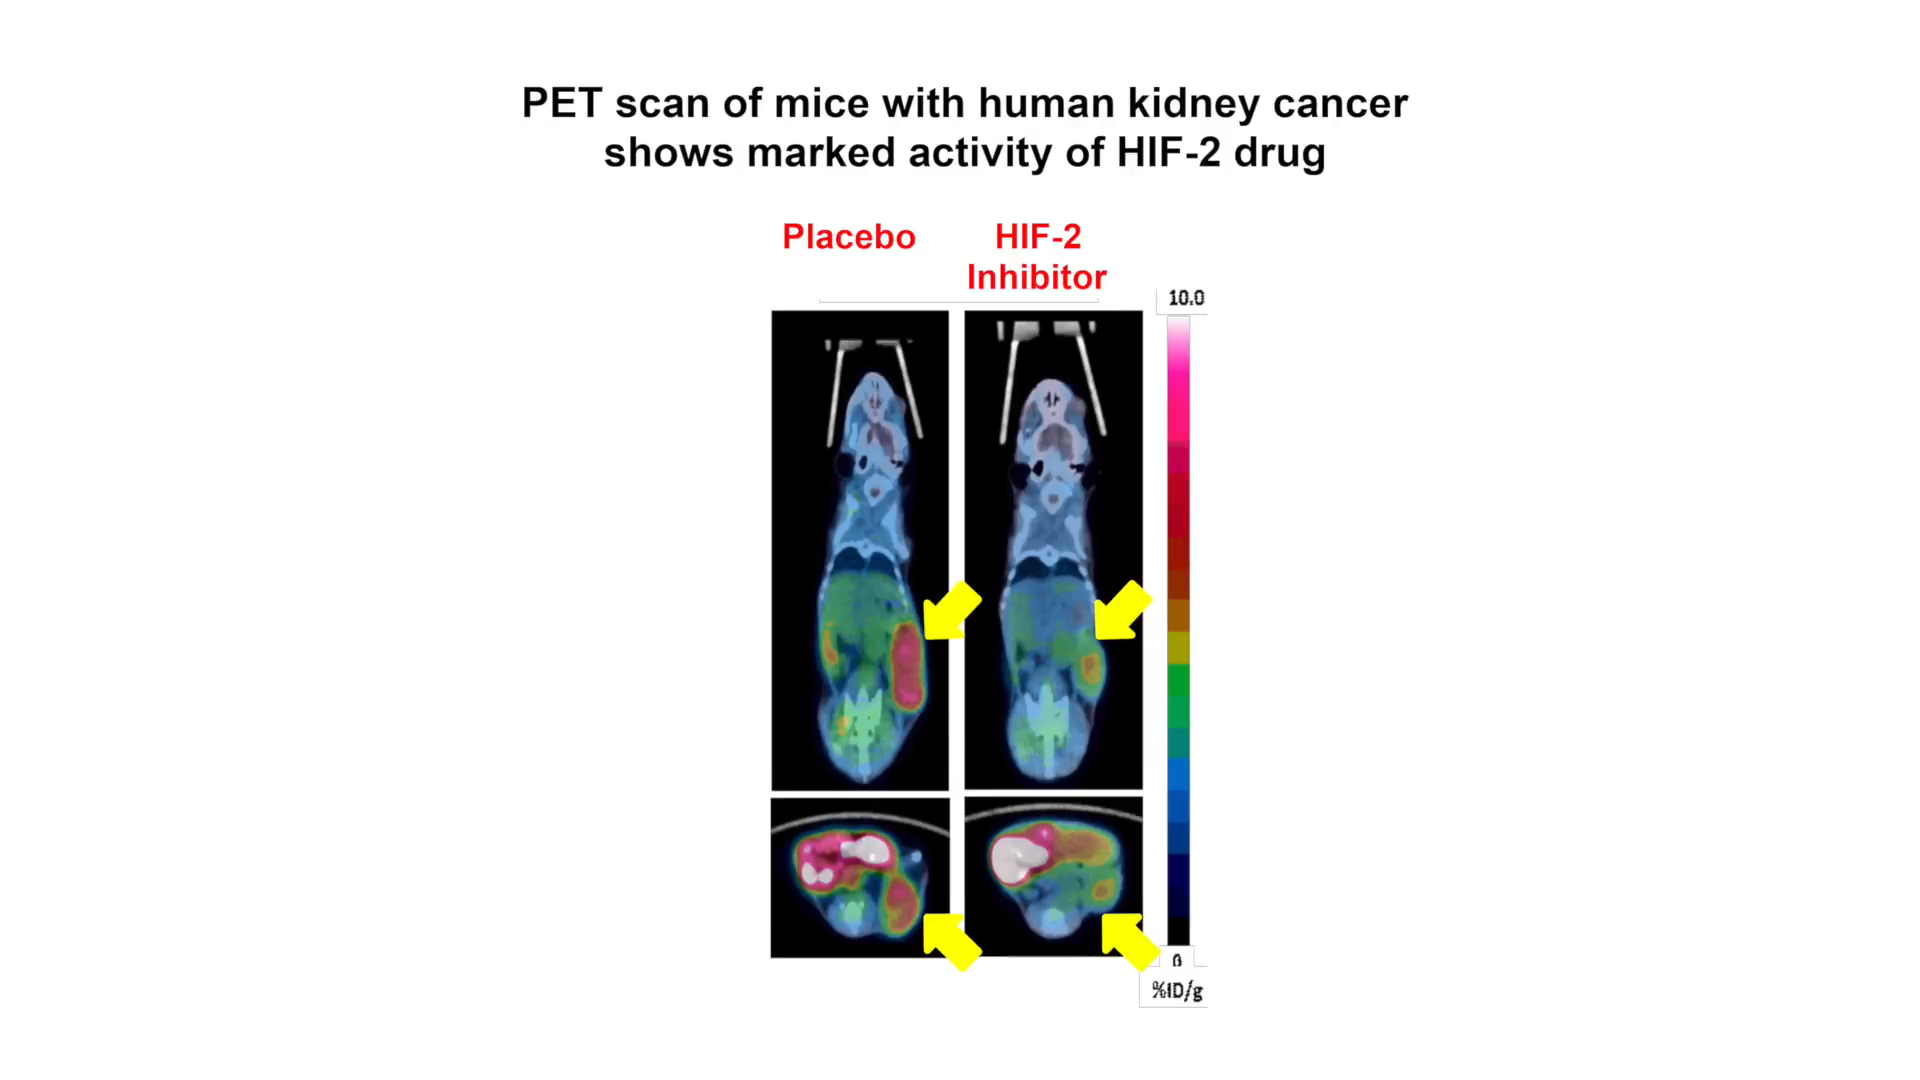 PET scan of mice with human kidney cancer
shows marked activity of HIF-2 drug
Placebo
HIF-2
Inhibitor
10.0
0
%ID/g